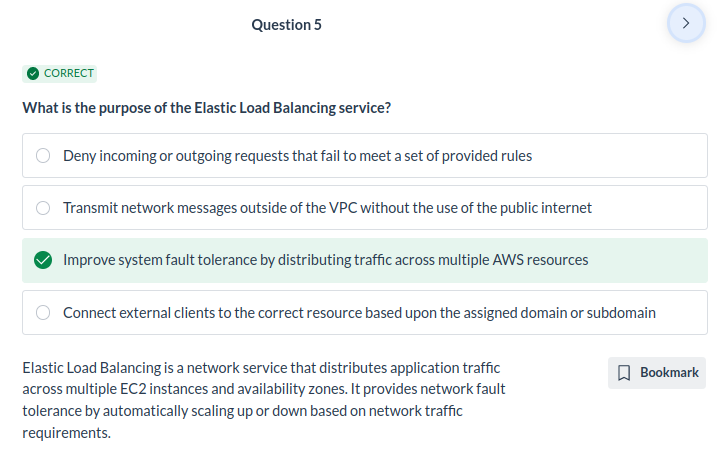 Question 5
CORRECT
What is the purpose of the Elastic Load Balancing service?
Deny incoming or outgoing requests that fail to meet a set of provided rules
Transmit network messages outside of the VPC without the use of the public internet
Improve system fault tolerance by distributing traffic across multiple AWS resources
Connect external clients to the correct resource based upon the assigned domain or subdomain
Elastic Load Balancing is a network service that distributes application traffic
across multiple EC2 instances and availability zones. It provides network fault
tolerance by automatically scaling up or down based on network traffic
requirements.
Bookmark